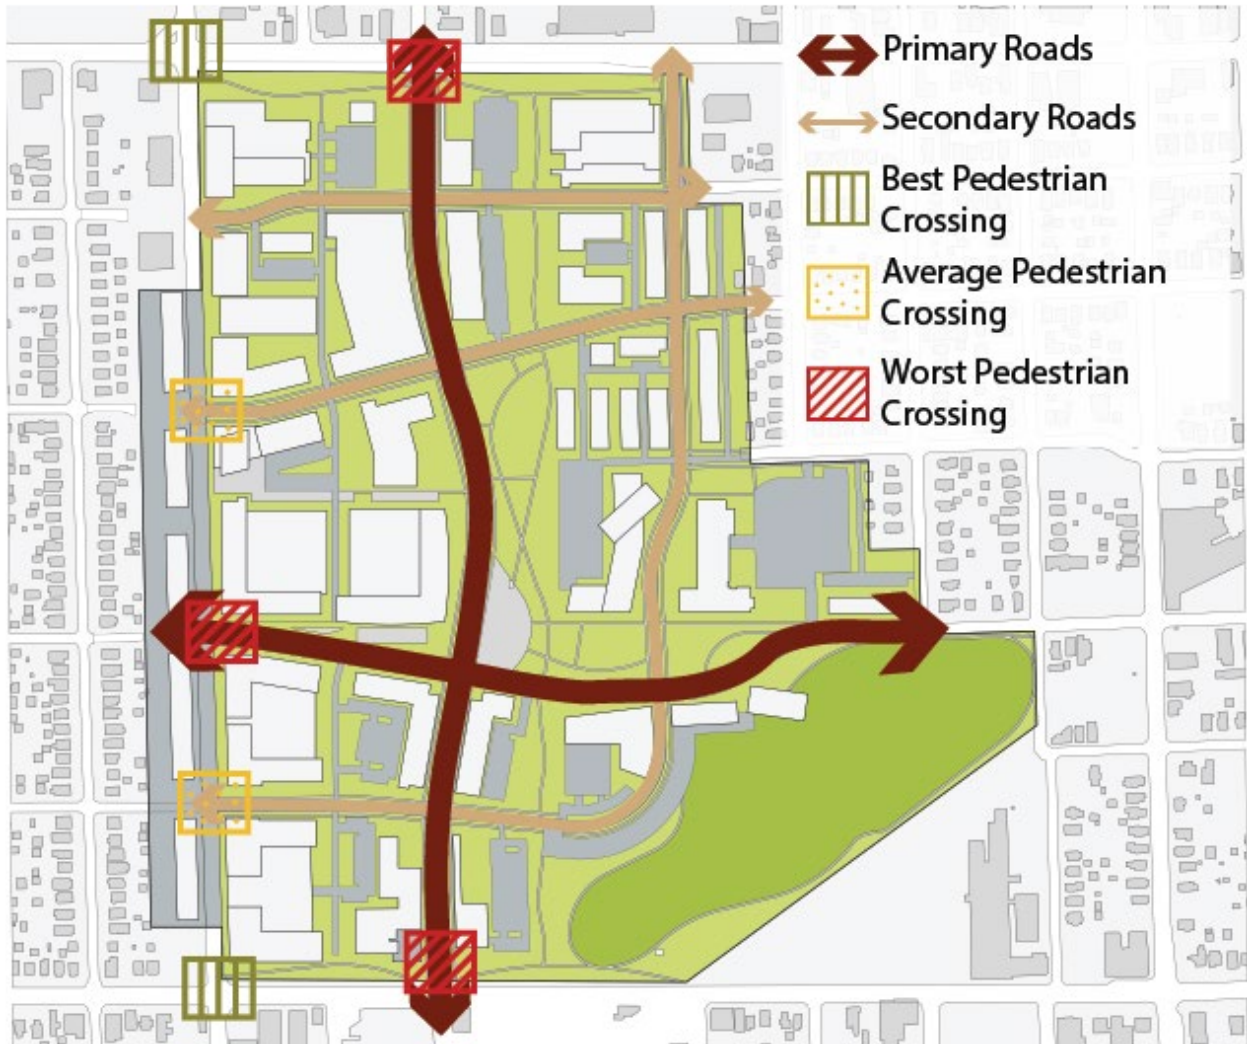 Primary Roads
Secondary Roads
Best Pedestrian
Crossing
Average Pedestrian
Crossing
Worst Pedestrian
Crossing